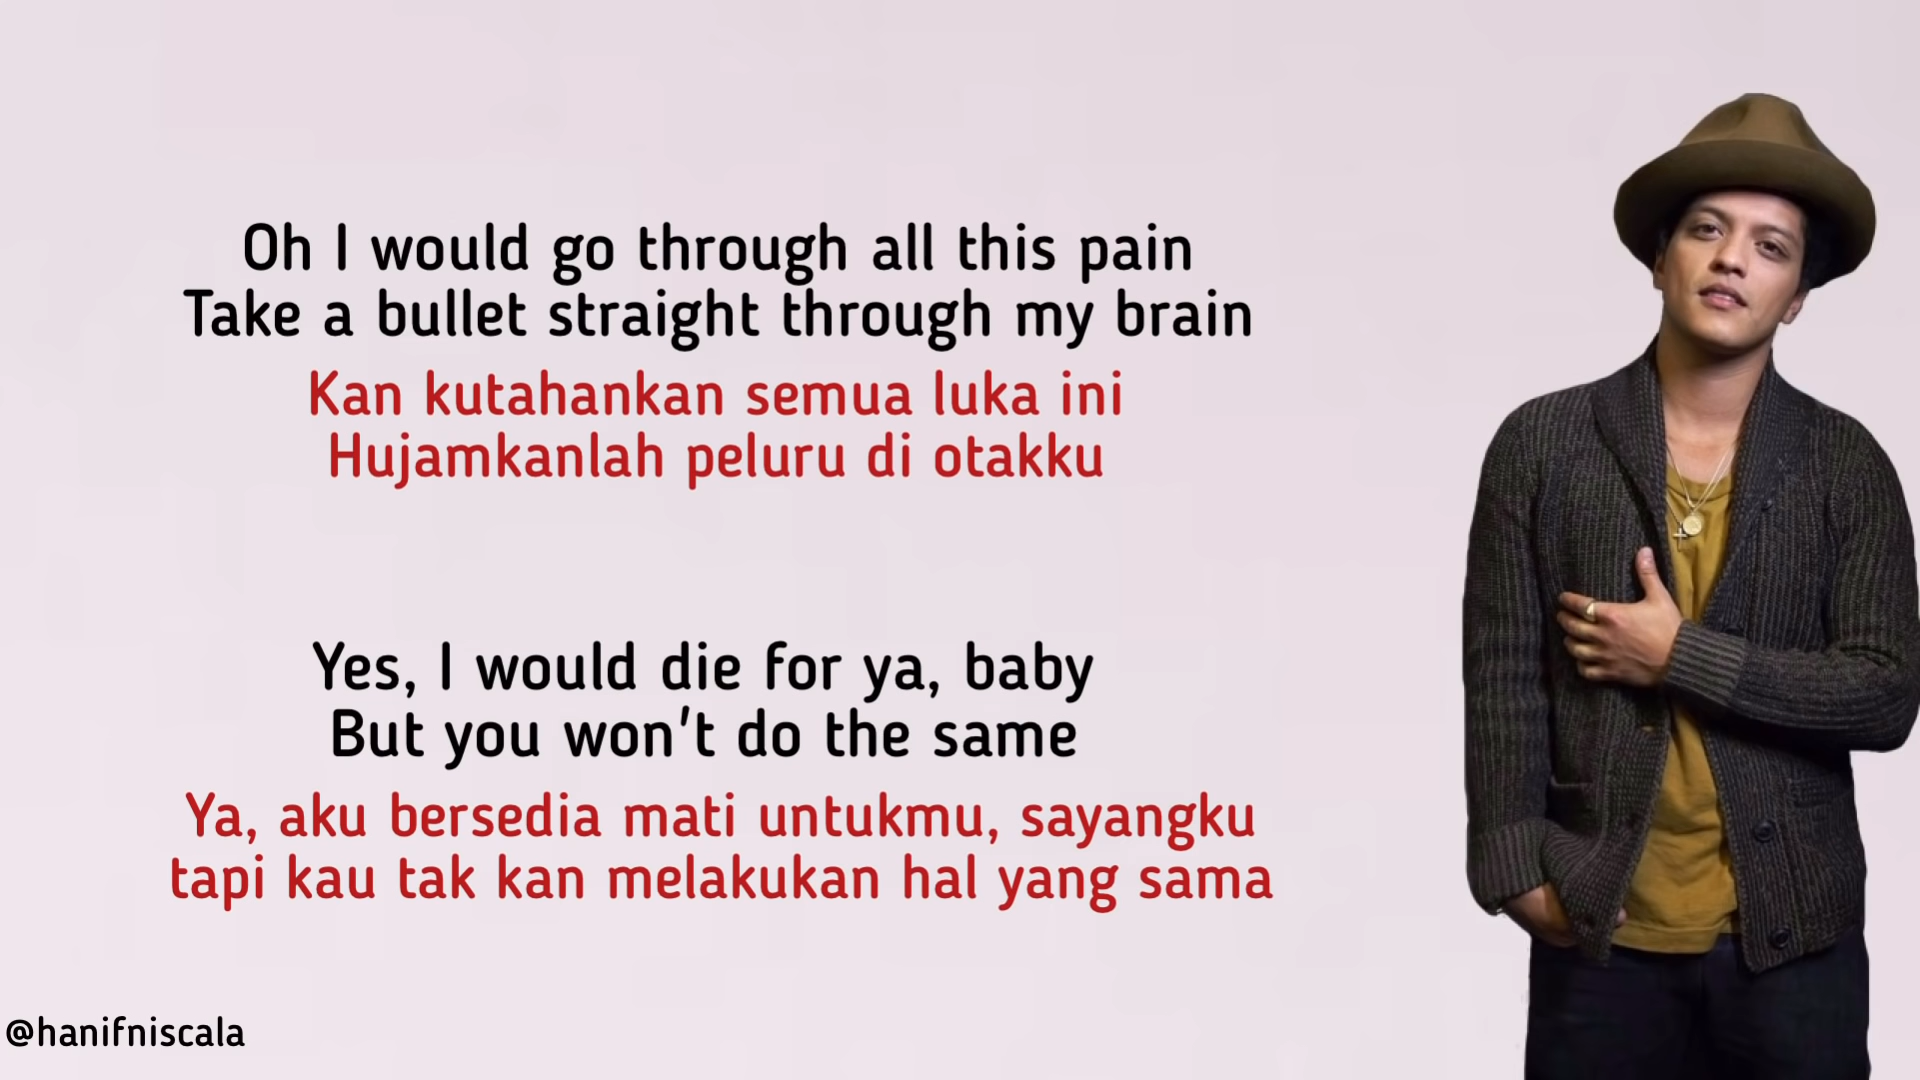 Oh I would go through all this pain
Take a bullet straight through my brain
Kan kutahankan semua luka ini
Hujamkanlah peluru di otakku
Yes, I would die for ya, baby
But you won't do the same
Ya, aku bersedia mati untukmu, sayangku
tapi kau tak kan melakukan hal yang sama
@hanifniscala